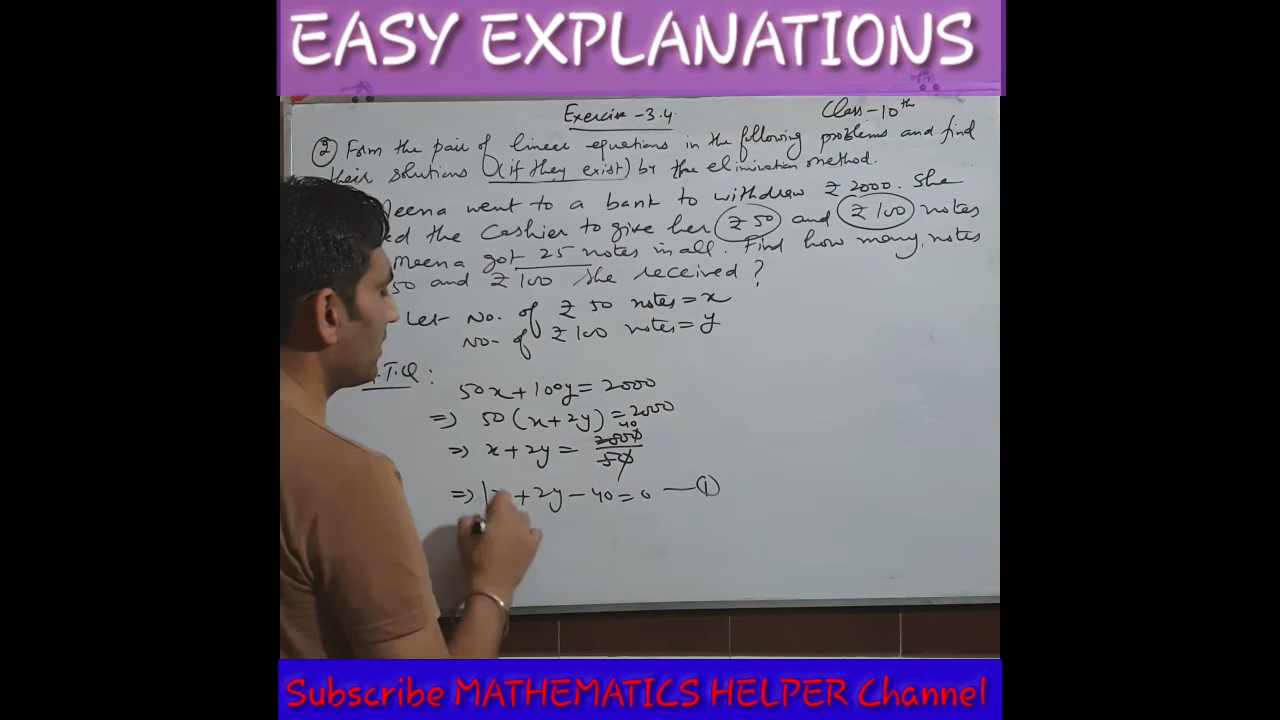 EASY EXPLANATIONS
Exercise - 3.4
Class - 10th
② Form the pair of linear equations in the following problems and find
their solutions (if they exist) by the elimination method.
Meena went to a bank to withdraw ₹ 2000. She
the cashier to give her ₹ 50 and ₹ 100 notes
Meena got 25 notes in all. Find how many notes
50 and ₹ 100 she received ?
Let No. of ₹ 50 notes = x
No. of ₹ 100 notes = y
T.Q :
50x + 100y = 2000
⇒ 50 (x + 2y) = 2000
40
⇒ x + 2y = 2000/50
⇒ + 2y - 40 = 0 — ①
Subscribe MATHEMATICS HELPER Channel